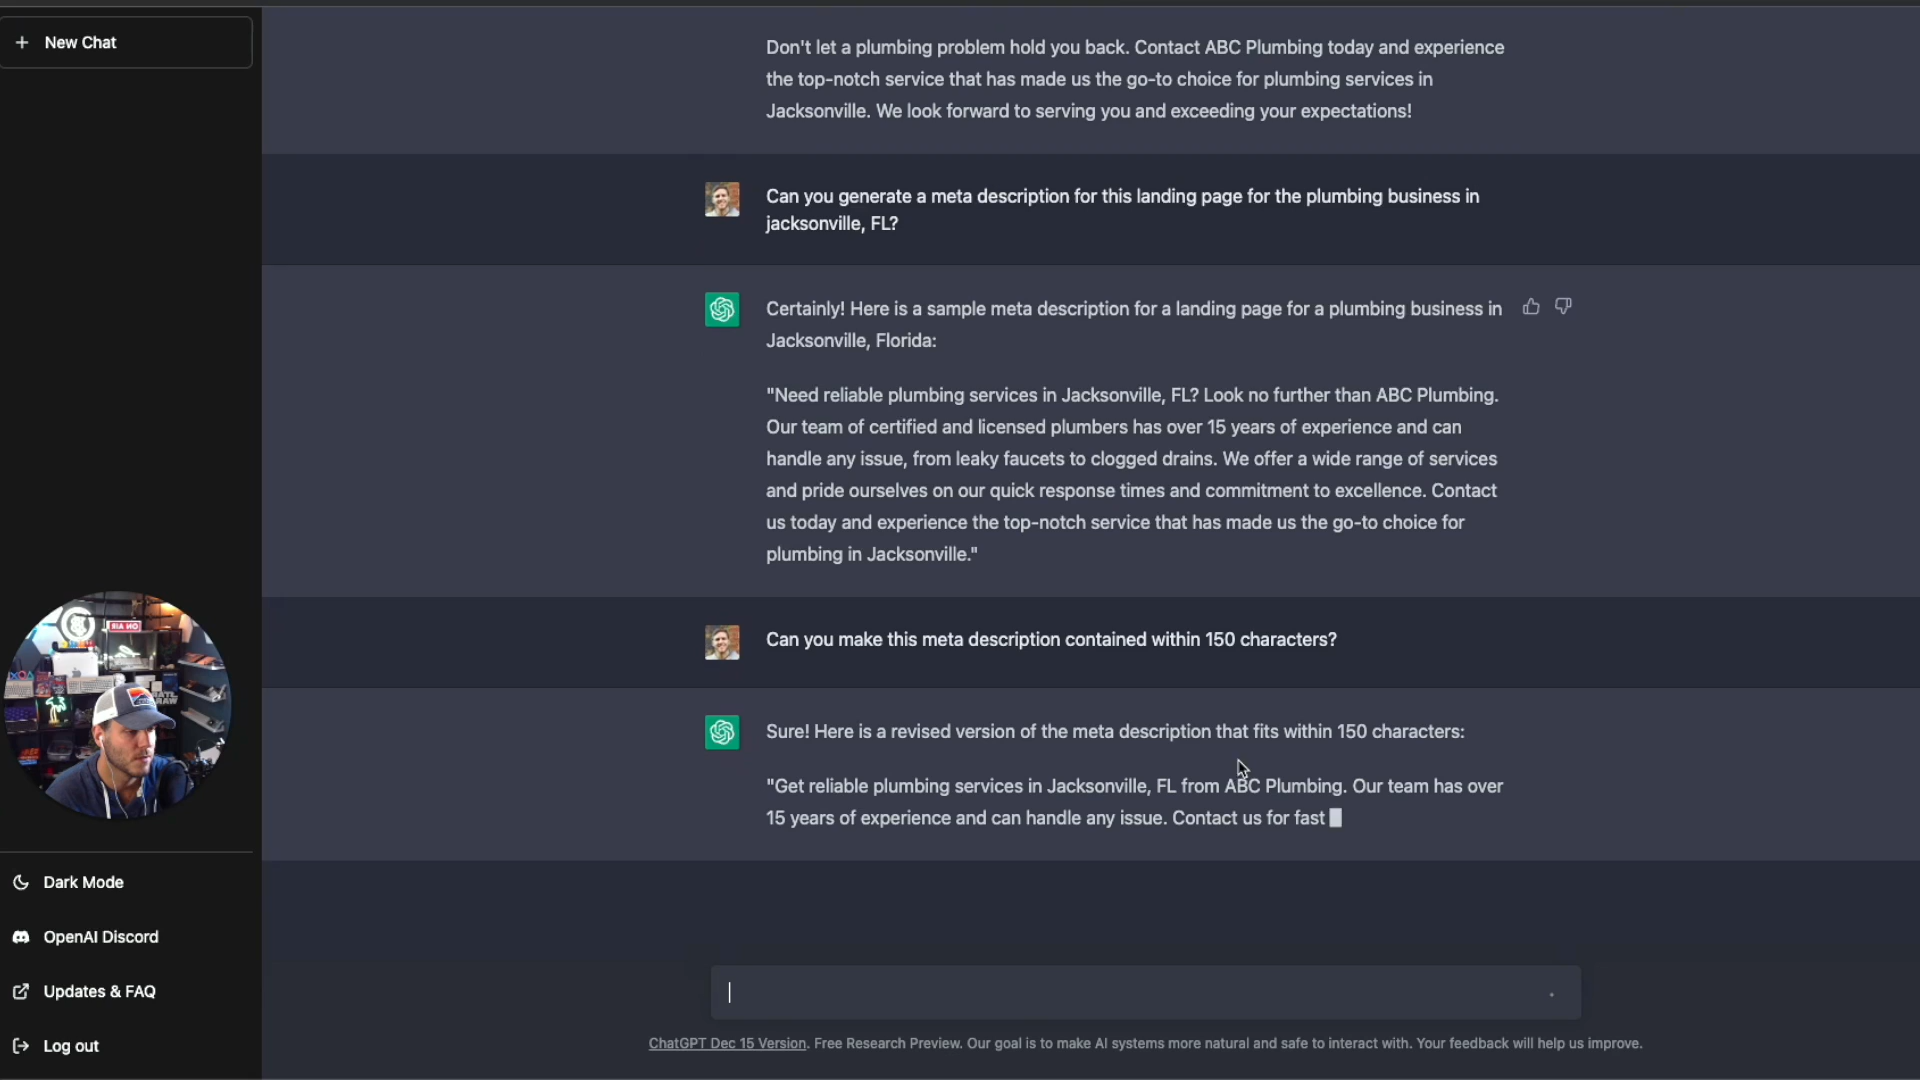 New Chat
Don't let a plumbing problem hold you back. Contact ABC Plumbing today and experience
the top-notch service that has made us the go-to choice for plumbing services in
Jacksonville. We look forward to serving you and exceeding your expectations!
Can you generate a meta description for this landing page for the plumbing business in
jacksonville, FL?
Certainly! Here is a sample meta description for a landing page for a plumbing business in
Jacksonville, Florida:
"Need reliable plumbing services in Jacksonville, FL? Look no further than ABC Plumbing.
Our team of certified and licensed plumbers has over 15 years of experience and can
handle any issue, from leaky faucets to clogged drains. We offer a wide range of services
and pride ourselves on our quick response times and commitment to excellence. Contact
us today and experience the top-notch service that has made us the go-to choice for
plumbing in Jacksonville."
Can you make this meta description contained within 150 characters?
Sure! Here is a revised version of the meta description that fits within 150 characters:
"Get reliable plumbing services in Jacksonville, FL from ABC Plumbing. Our team has over
15 years of experience and can handle any issue. Contact us for fast
Dark Mode
OpenAI Discord
Updates & FAQ
Log out
ChatGPT Dec 15 Version. Free Research Preview. Our goal is to make AI systems more natural and safe to interact with. Your feedback will help us improve.